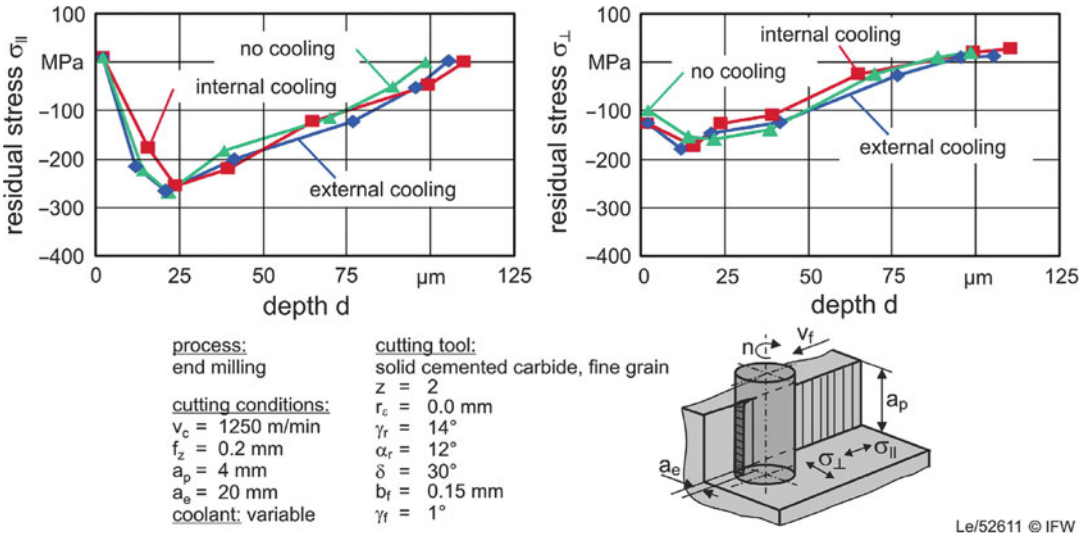 residual stress σ||
100
MPa
−100
−200
−300
−400
no cooling
internal cooling
external cooling
0
25
50
75
µm
125
depth d
residual stress σ⊥
100
MPa
−100
−200
−300
−400
internal cooling
no cooling
external cooling
0
25
50
75
µm
125
depth d
process:
end milling
cutting conditions:
vc = 1250 m/min
fz = 0.2 mm
ap = 4 mm
ae = 20 mm
coolant: variable
cutting tool:
solid cemented carbide, fine grain
z = 2
rε = 0.0 mm
γr = 14°
αr = 12°
δ = 30°
bf = 0.15 mm
γf = 1°
n
vf
ap
ae
σ⊥
σ||
Le/52611 © IFW